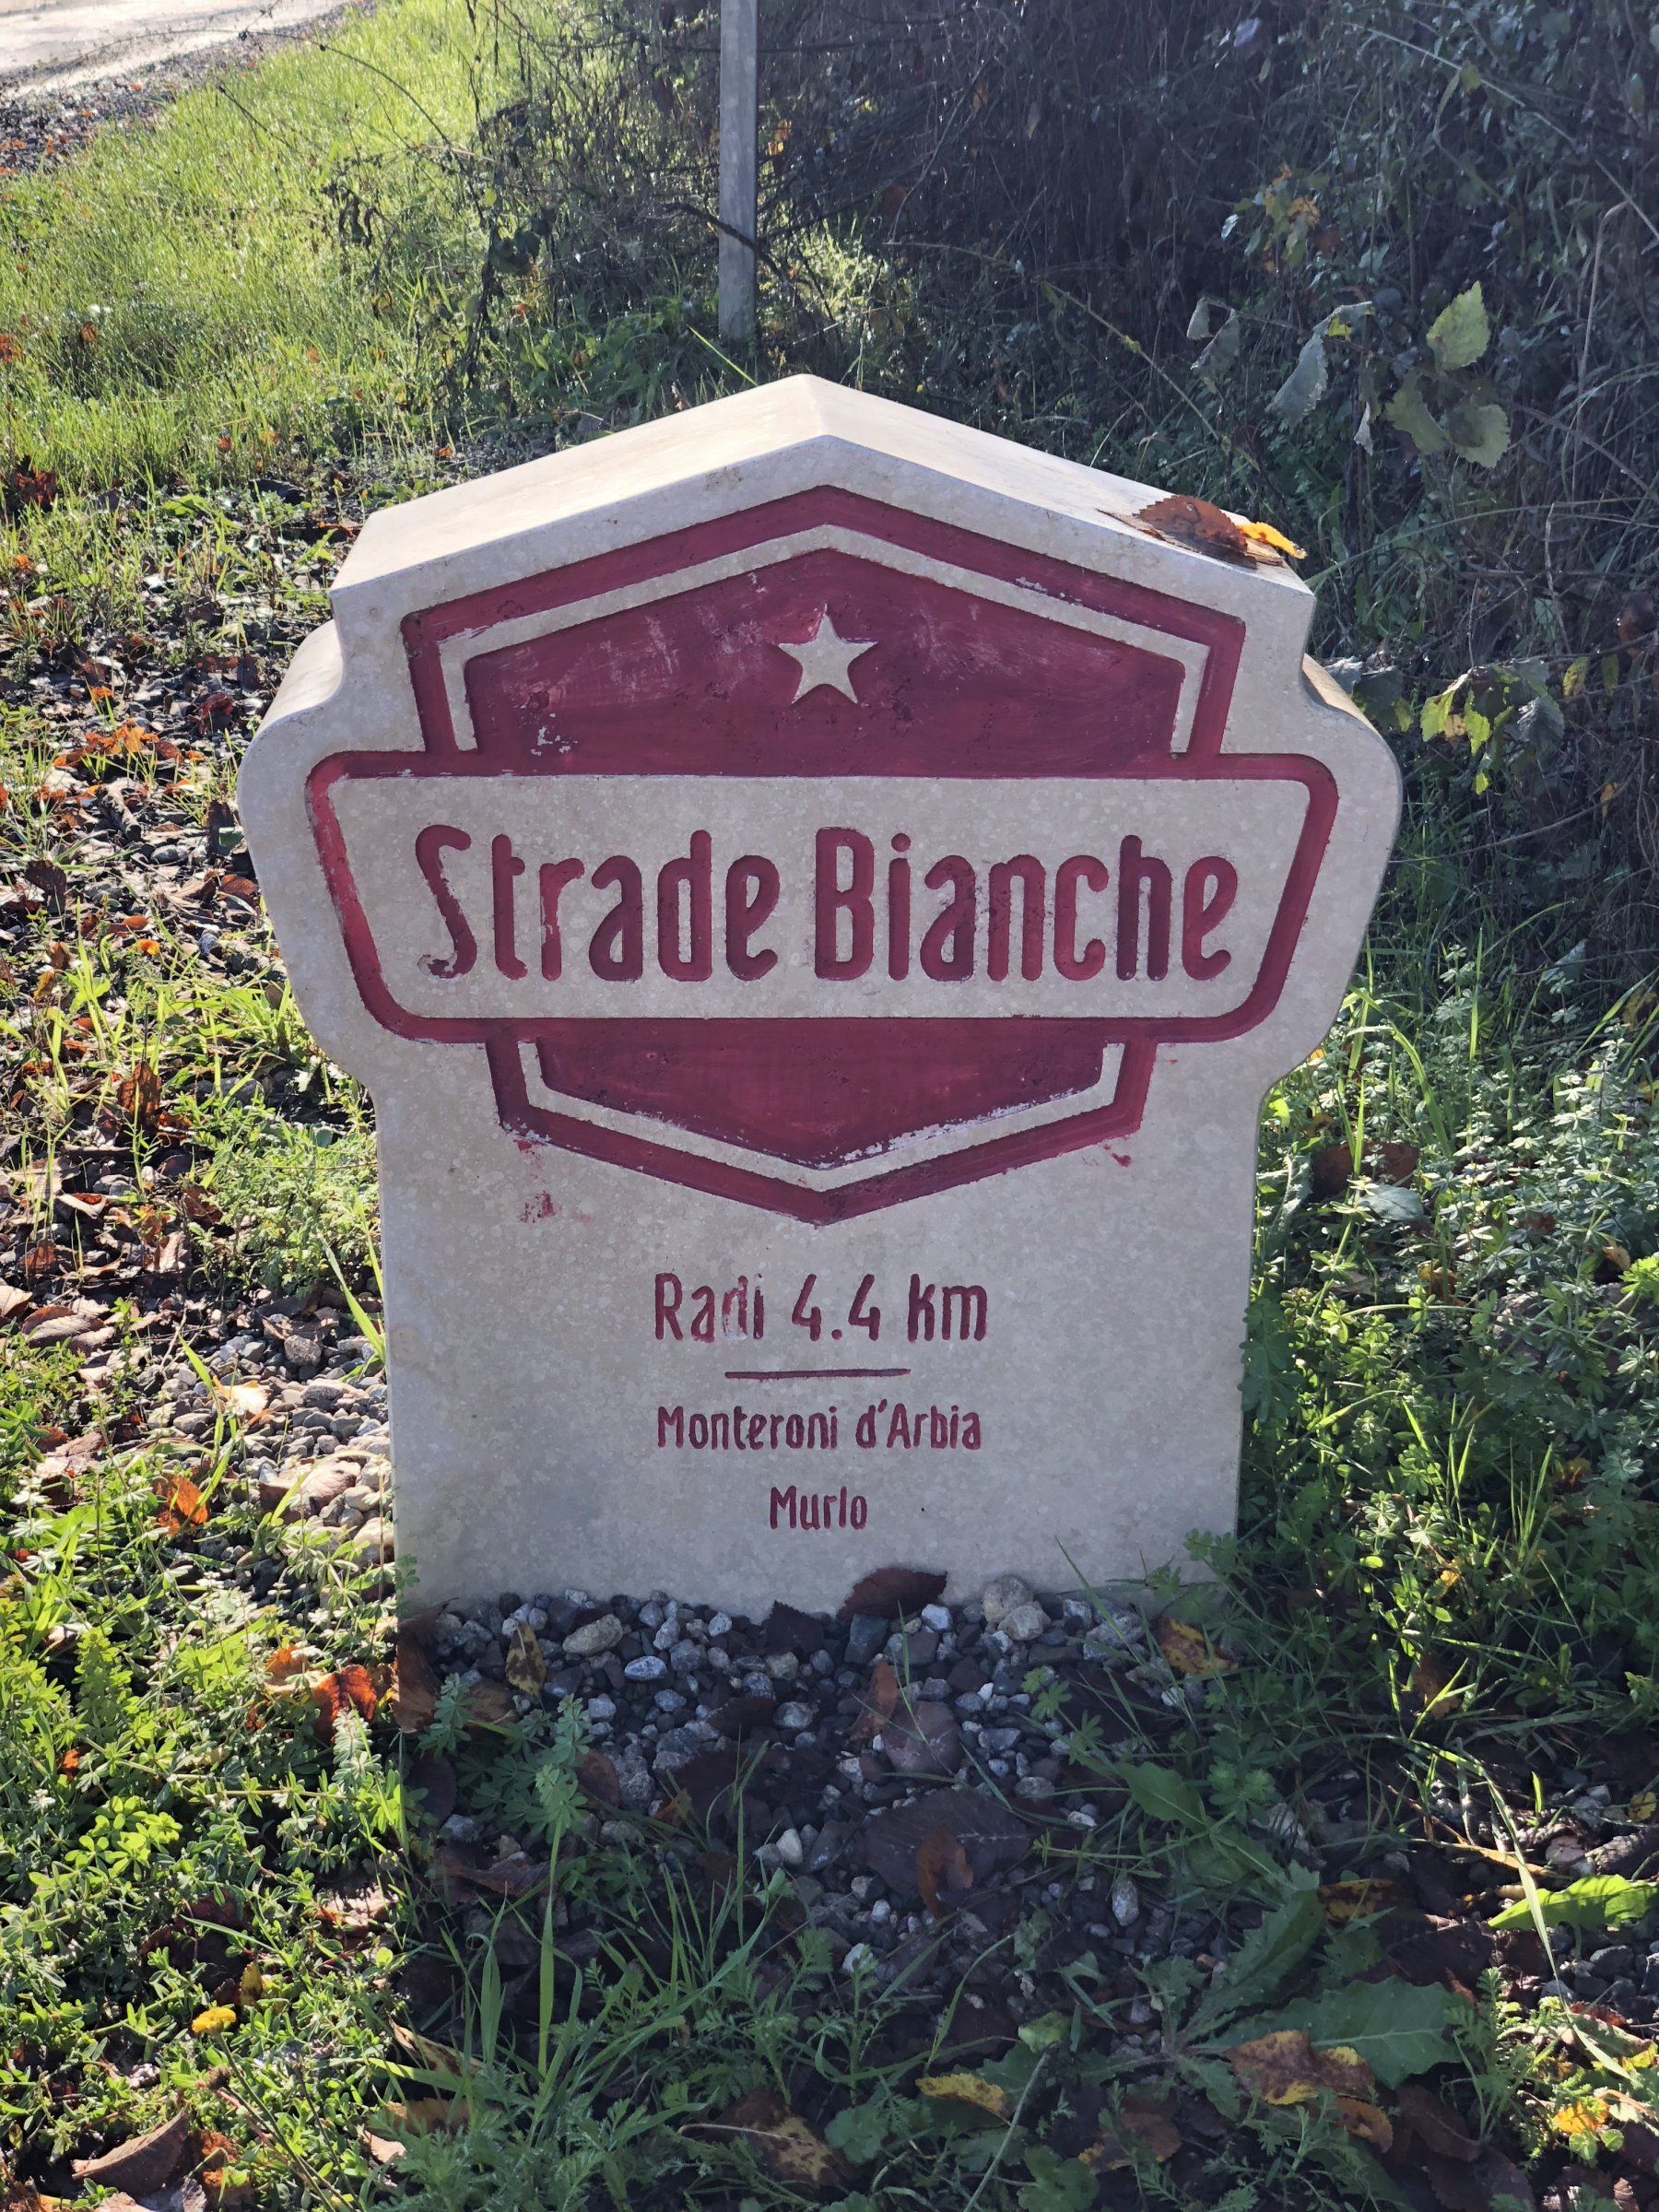 Strade Bianche
Radi 4.4 km
Monteroni d'Arbia
Murlo